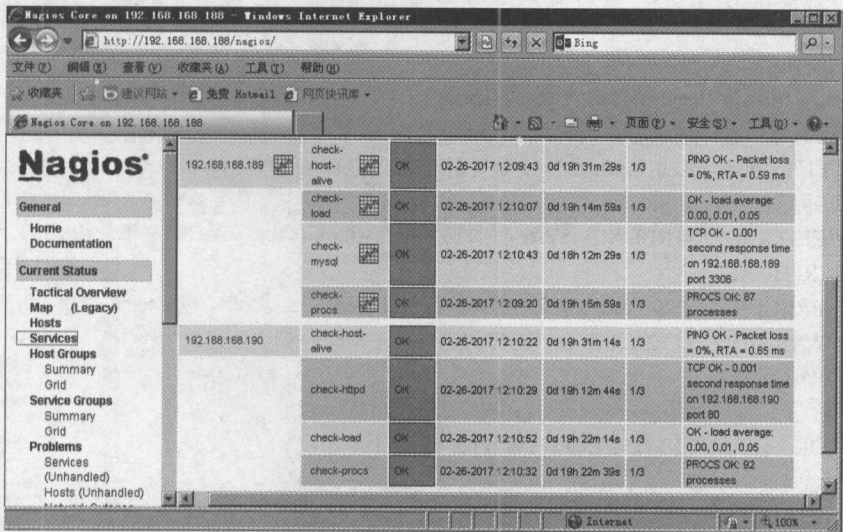 Nagios Core on 192.168.168.188 - Windows Internet Explorer
http://192.168.168.188/nagios/
Bing
文件(F) 编辑(E) 查看(V) 收藏夹(A) 工具(T) 帮助(H)
收藏夹 建议网站 免费 Hotmail 网页快讯库
Nagios Core on 192.168.168.188
页面(P) 安全(S) 工具(O)
Nagios
General
Home
Documentation
Current Status
Tactical Overview
Map (Legacy)
Hosts
Services
Host Groups
Summary
Grid
Service Groups
Summary
Grid
Problems
Services
(Unhandled)
Hosts (Unhandled)
Network Outages
192.168.168.189
check-
host-
alive
OK
02-26-2017 12:09:43
0d 19h 31m 29s
1/3
PING OK - Packet loss
= 0%, RTA = 0.59 ms
check-
load
OK
02-26-2017 12:10:07
0d 19h 14m 59s
1/3
OK - load average:
0.00, 0.01, 0.05
check-
mysql
OK
02-26-2017 12:10:43
0d 18h 12m 29s
1/3
TCP OK - 0.001
second response time
on 192.168.168.189
port 3306
check-
procs
OK
02-26-2017 12:09:20
0d 19h 15m 59s
1/3
PROCS OK: 87
processes
192.168.168.190
check-host-
alive
OK
02-26-2017 12:10:22
0d 19h 31m 14s
1/3
PING OK - Packet loss
= 0%, RTA = 0.65 ms
check-httpd
OK
02-26-2017 12:10:29
0d 19h 12m 44s
1/3
TCP OK - 0.001
second response time
on 192.168.168.190
port 80
check-load
OK
02-26-2017 12:10:52
0d 19h 22m 14s
1/3
OK - load average:
0.00, 0.01, 0.05
check-procs
OK
02-26-2017 12:10:32
0d 19h 22m 39s
1/3
PROCS OK: 92
processes
Internet
100%